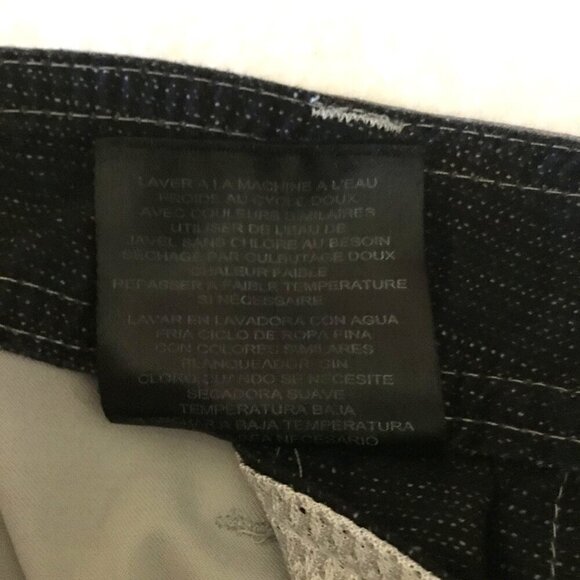 LAVER A LA MACHINE A L'EAU
FROIDE AU CYCLE DOUX
AVEC COULEURS SIMILAIRES
UTILISER DE L'EAU DE
JAVEL SANS CHLORE AU BESOIN
SECHAGE PAR CULBUTAGE DOUX
CHALEUR FAIBLE
REPASSER A FAIBLE TEMPERATURE
SI NECESSAIRE
LAVAR EN LAVADORA CON AGUA
FRIA CICLO DE ROPA FINA
CON COLORES SIMILARES
BLANQUEADOR SIN
CLORO CUANDO SE NECESITE
SECADORA SUAVE
TEMPERATURA BAJA
A BAJA TEMPERATURA
NECESARIO